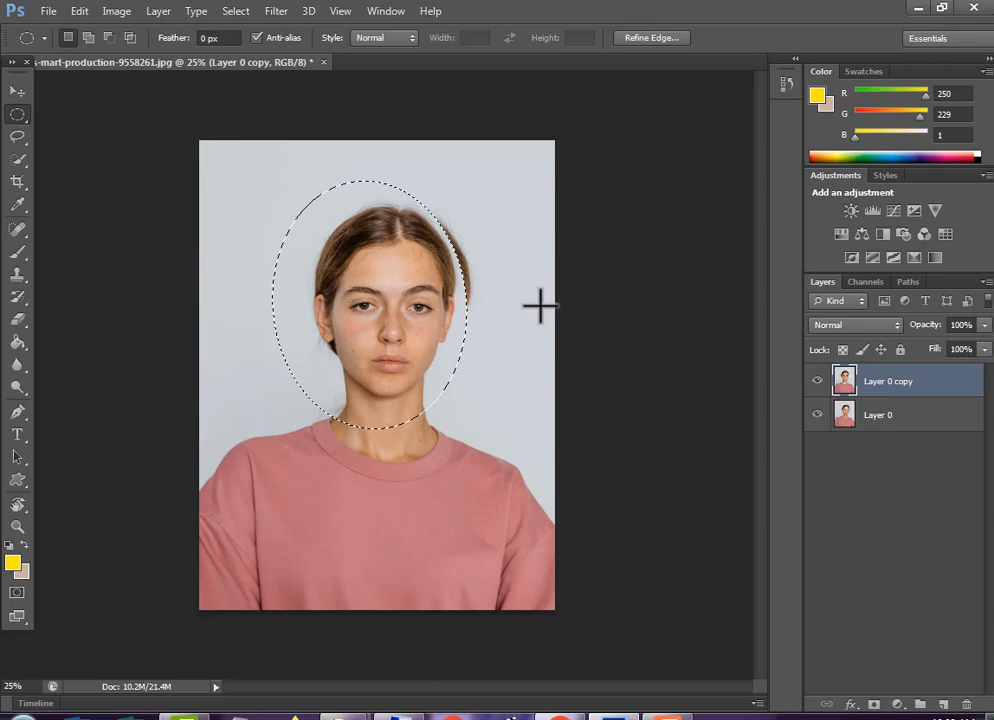 Ps File Edit Image Layer Type Select Filter 3D View Window Help
Feather: 0 px Anti-alias Style: Normal Width: Height: Refine Edge... Essentials
s-mart-production-9558261.jpg @ 25% (Layer 0 copy, RGB/8) * ×
Color Swatches
R 250
G 229
B 1
Adjustments Styles
Add an adjustment
Layers Channels Paths
Kind
Normal Opacity: 100%
Lock: Fill: 100%
Layer 0 copy
Layer 0
25% Doc: 10.2M/21.4M
Timeline